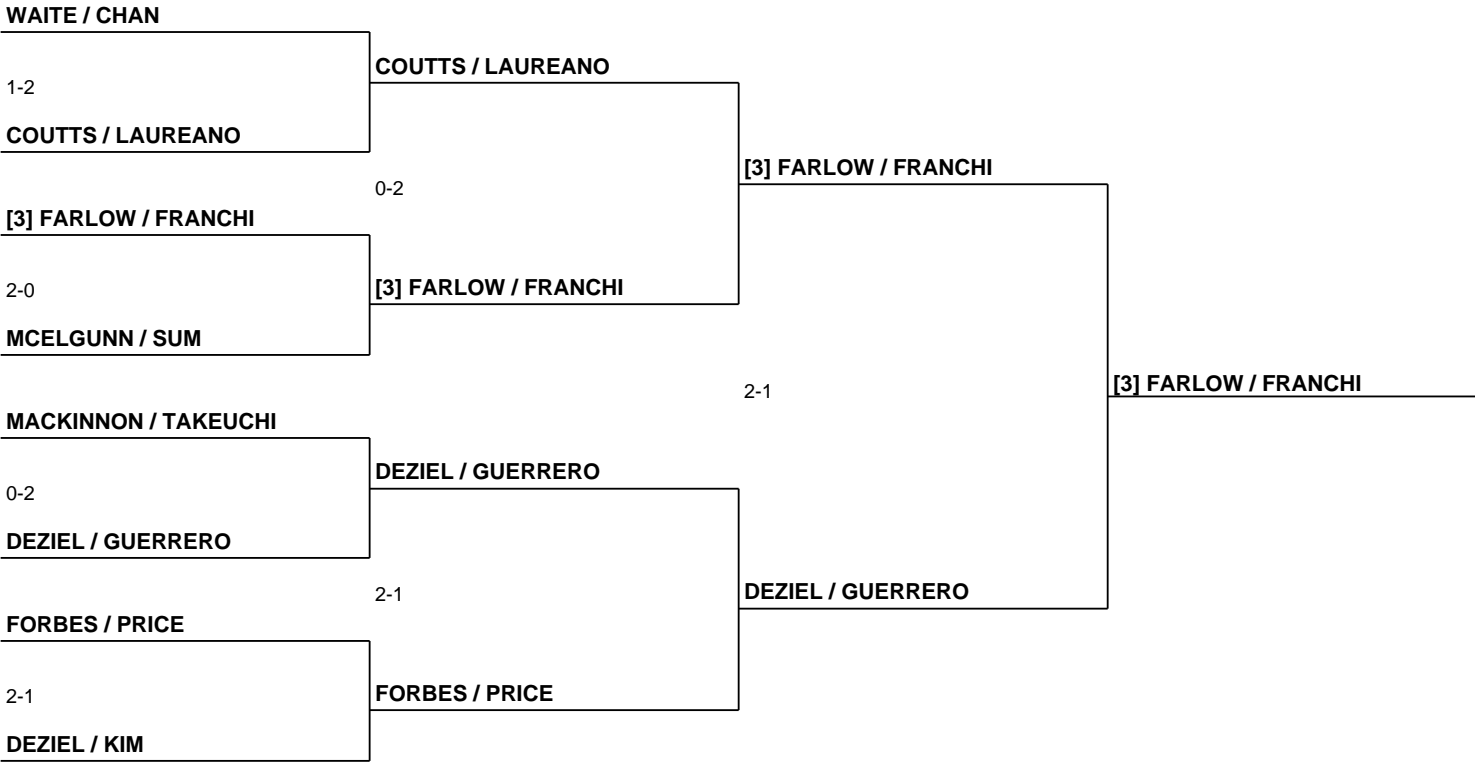 WAITE / CHAN
1-2
COUTTS / LAUREANO
[3] FARLOW / FRANCHI
2-0
MCELGUNN / SUM
MACKINNON / TAKEUCHI
0-2
DEZIEL / GUERRERO
FORBES / PRICE
2-1
DEZIEL / KIM
COUTTS / LAUREANO
0-2
[3] FARLOW / FRANCHI
DEZIEL / GUERRERO
2-1
FORBES / PRICE
[3] FARLOW / FRANCHI
2-1
DEZIEL / GUERRERO
[3] FARLOW / FRANCHI